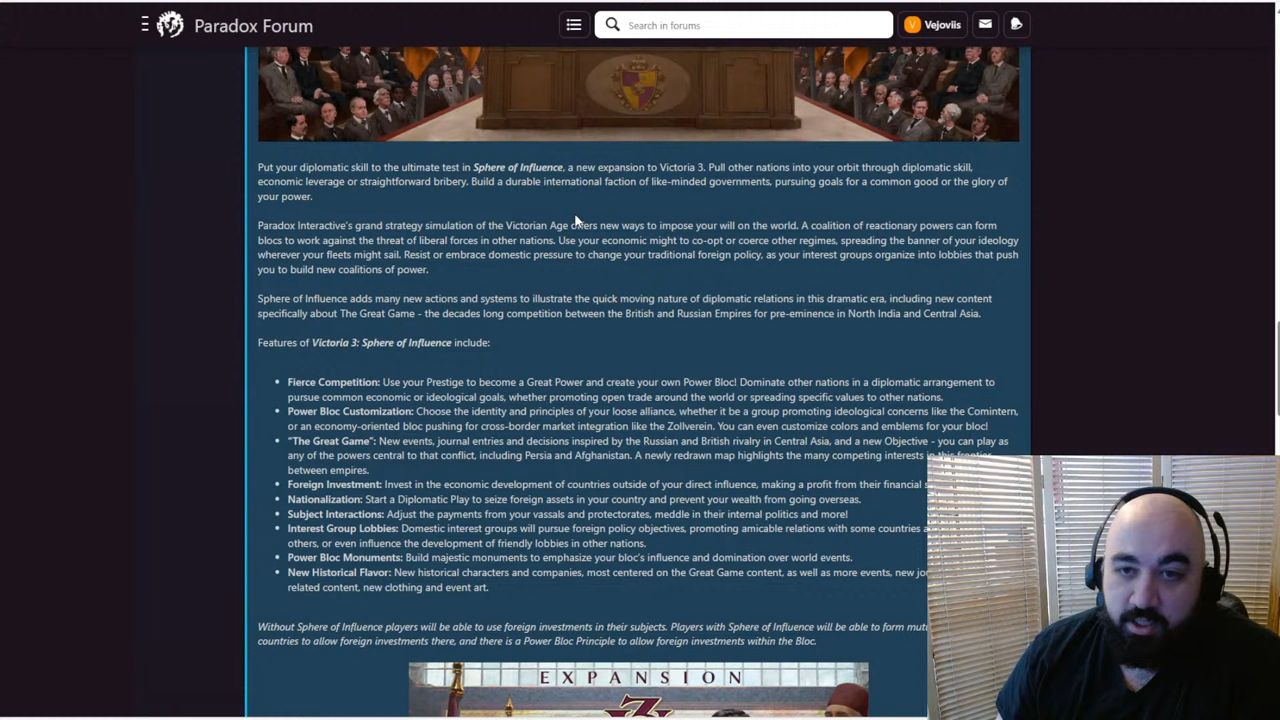 Paradox Forum
Search in forums
V Vejoviis
Put your diplomatic skill to the ultimate test in Sphere of Influence, a new expansion to Victoria 3. Pull other nations into your orbit through diplomatic skill,
economic leverage or straightforward bribery. Build a durable international faction of like-minded governments, pursuing goals for a common good or the glory of
your power.
Paradox Interactive's grand strategy simulation of the Victorian Age offers new ways to impose your will on the world. A coalition of reactionary powers can form
blocs to work against the threat of liberal forces in other nations. Use your economic might to co-opt or coerce other regimes, spreading the banner of your ideology
wherever your fleets might sail. Resist or embrace domestic pressure to change your traditional foreign policy, as your interest groups organize into lobbies that push
you to build new coalitions of power.
Sphere of Influence adds many new actions and systems to illustrate the quick moving nature of diplomatic relations in this dramatic era, including new content
specifically about The Great Game - the decades long competition between the British and Russian Empires for pre-eminence in North India and Central Asia.
Features of Victoria 3: Sphere of Influence include:
• Fierce Competition: Use your Prestige to become a Great Power and create your own Power Bloc! Dominate other nations in a diplomatic arrangement to
pursue common economic or ideological goals, whether promoting open trade around the world or spreading specific values to other nations.
• Power Bloc Customization: Choose the identity and principles of your loose alliance, whether it be a group promoting ideological concerns like the Comintern,
or an economy-oriented bloc pushing for cross-border market integration like the Zollverein. You can even customize colors and emblems for your bloc!
• "The Great Game": New events, journal entries and decisions inspired by the Russian and British rivalry in Central Asia, and a new Objective - you can play as
any of the powers central to that conflict, including Persia and Afghanistan. A newly redrawn map highlights the many competing interests in this frontier
between empires.
• Foreign Investment: Invest in the economic development of countries outside of your direct influence, making a profit from their financial
• Nationalization: Start a Diplomatic Play to seize foreign assets in your country and prevent your wealth from going overseas.
• Subject Interactions: Adjust the payments from your vassals and protectorates, meddle in their internal politics and more!
• Interest Group Lobbies: Domestic interest groups will pursue foreign policy objectives, promoting amicable relations with some countries
others, or even influence the development of friendly lobbies in other nations.
• Power Bloc Monuments: Build majestic monuments to emphasize your bloc's influence and domination over world events.
• New Historical Flavor: New historical characters and companies, most centered on the Great Game content, as well as more events, new
related content, new clothing and event art.
Without Sphere of Influence players will be able to use foreign investments in their subjects. Players with Sphere of Influence will be able to form
countries to allow foreign investments there, and there is a Power Bloc Principle to allow foreign investments within the Bloc.
EXPANSION
3